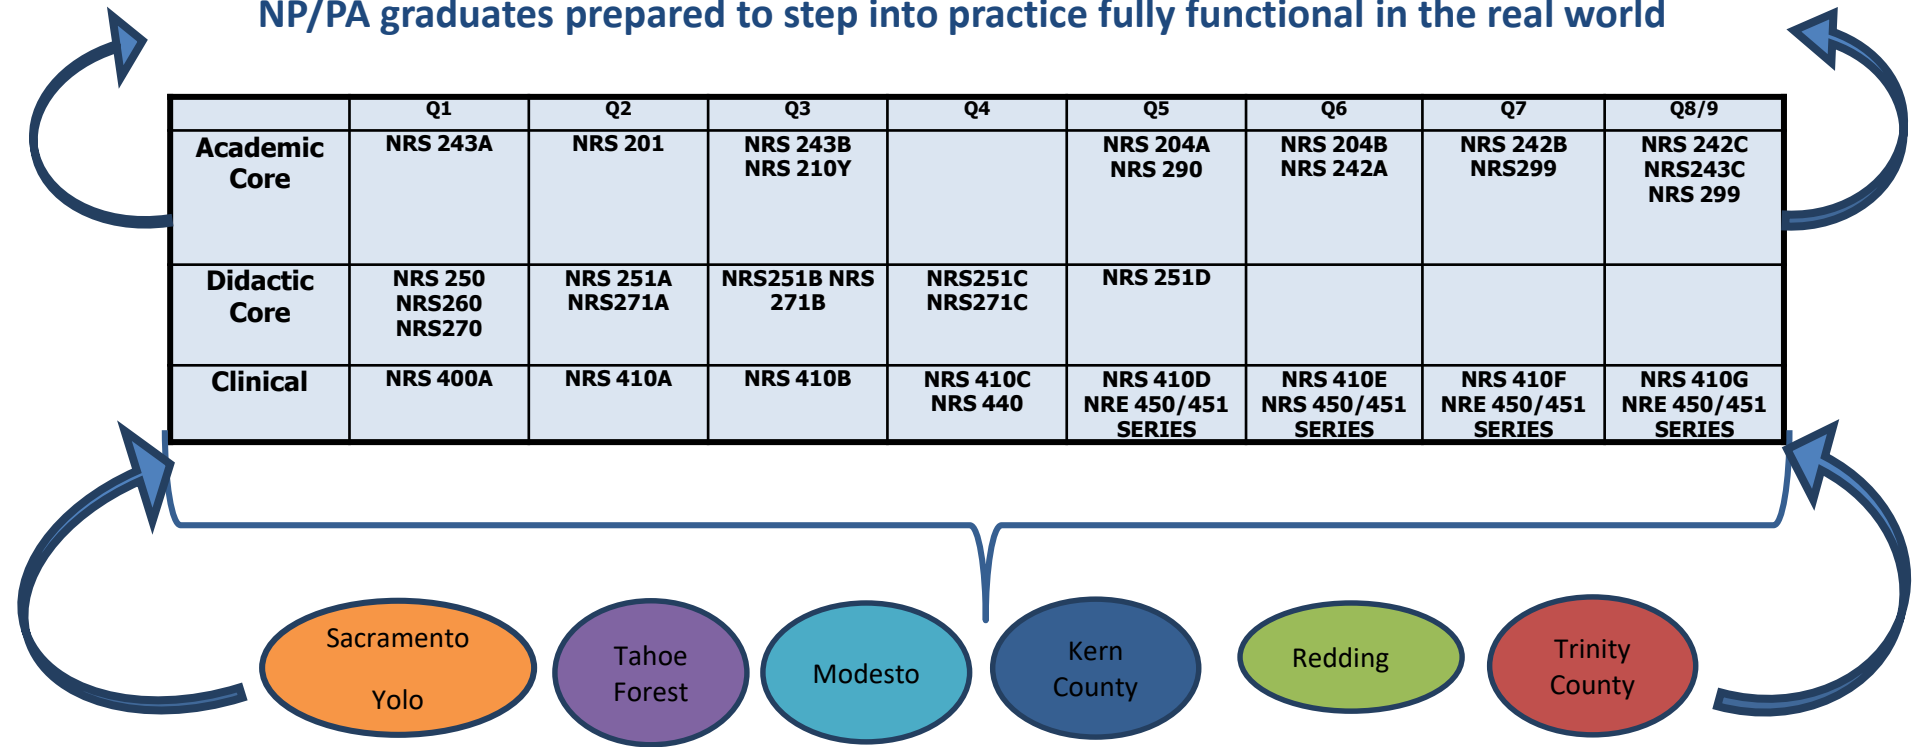 NP/PA graduates prepared to step into practice fully functional in the real world
Q1 Q2 Q3 Q4 Q5 Q6 Q7 Q8/9
Academic Core
NRS 243A
NRS 201
NRS 243B
NRS 210Y
NRS 204A
NRS 290
NRS 204B
NRS 242A
NRS 242B
NRS299
NRS 242C
NRS243C
NRS 299
Didactic
Core
NRS 250
NRS260
NRS270
NRS 251A
NRS271A
NRS251B NRS
271B
NRS251C
NRS271C
NRS 251D
Clinical
NRS 400A
NRS 410A
NRS 410B
NRS 410C
NRS 440
NRS 410D
NRE 450/451
SERIES
NRS 410E
NRS 450/451
SERIES
NRS 410F
NRE 450/451
SERIES
NRS 410G
NRE 450/451
SERIES
Sacramento
Yolo
Tahoe
Forest
Modesto
Kern
County
Redding
Trinity
County